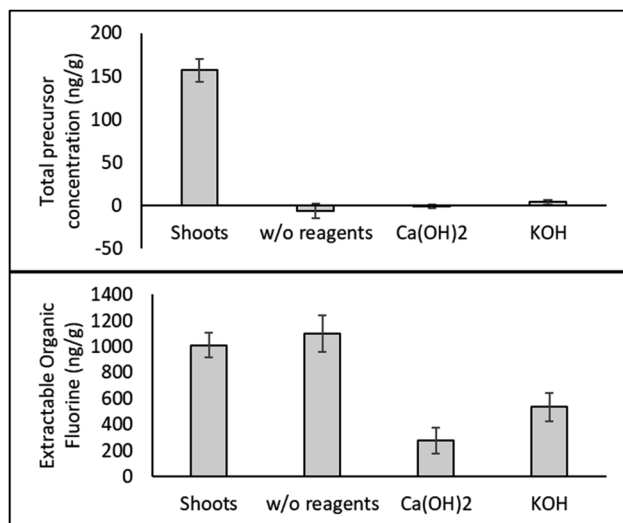 Total precursor
concentration (ng/g)
200
150
100
50
0
-50
Shoots w/o reagents Ca(OH)2 KOH
Extractable Organic
Fluorine (ng/g)
1400
1200
1000
800
600
400
200
0
Shoots w/o reagents Ca(OH)2 KOH